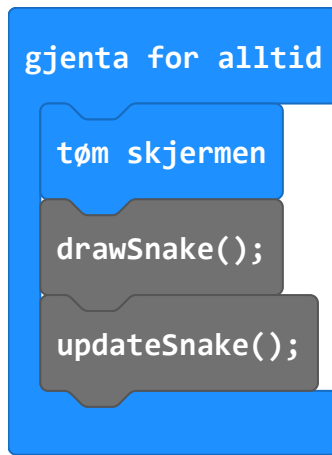 gjenta for alltid
tøm skjermen
drawSnake();
updateSnake();